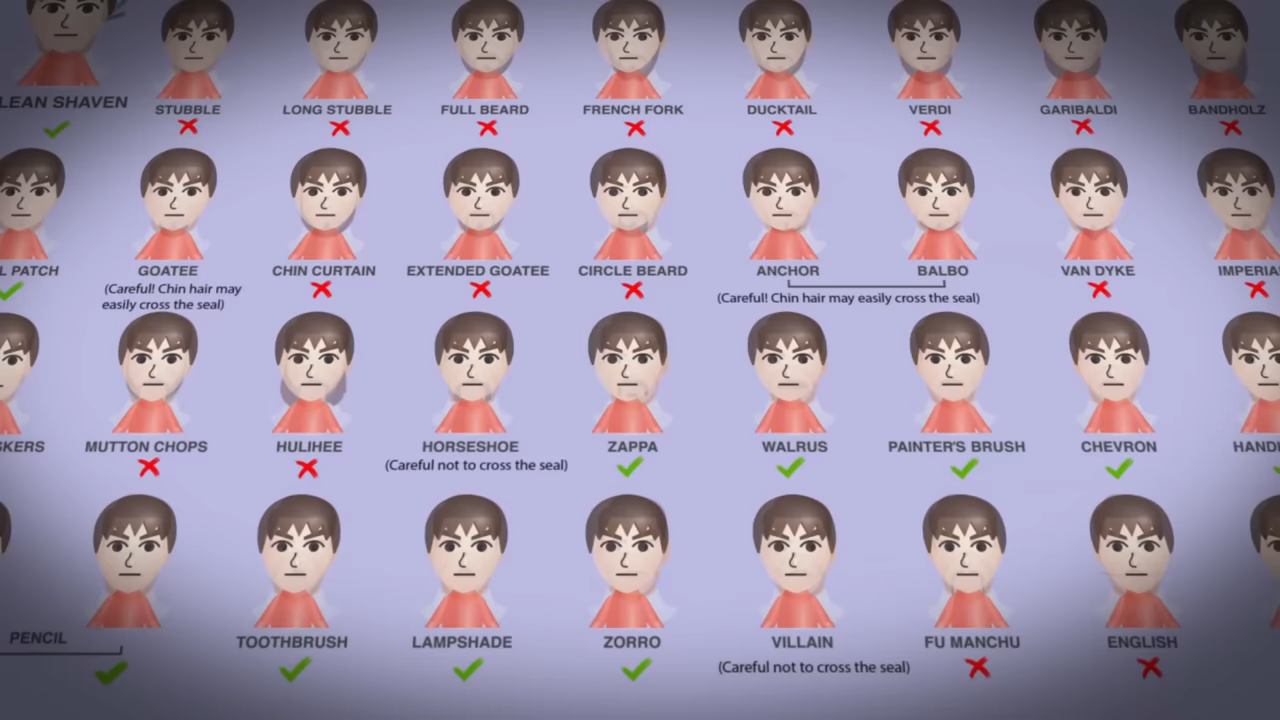 LEAN SHAVEN STUBBLE LONG STUBBLE FULL BEARD FRENCH FORK DUCKTAIL VERDI GARIBALDI BANDHOLZ
L PATCH GOATEE CHIN CURTAIN EXTENDED GOATEE CIRCLE BEARD ANCHOR BALBO VAN DYKE IMPERIA
(Careful! Chin hair may
easily cross the seal)
(Careful! Chin hair may easily cross the seal)
SKERS MUTTON CHOPS HULIHEE HORSESHOE ZAPPA WALRUS PAINTER'S BRUSH CHEVRON HANDL
(Careful not to cross the seal)
PENCIL TOOTHBRUSH LAMPSHADE ZORRO VILLAIN FU MANCHU ENGLISH
(Careful not to cross the seal)